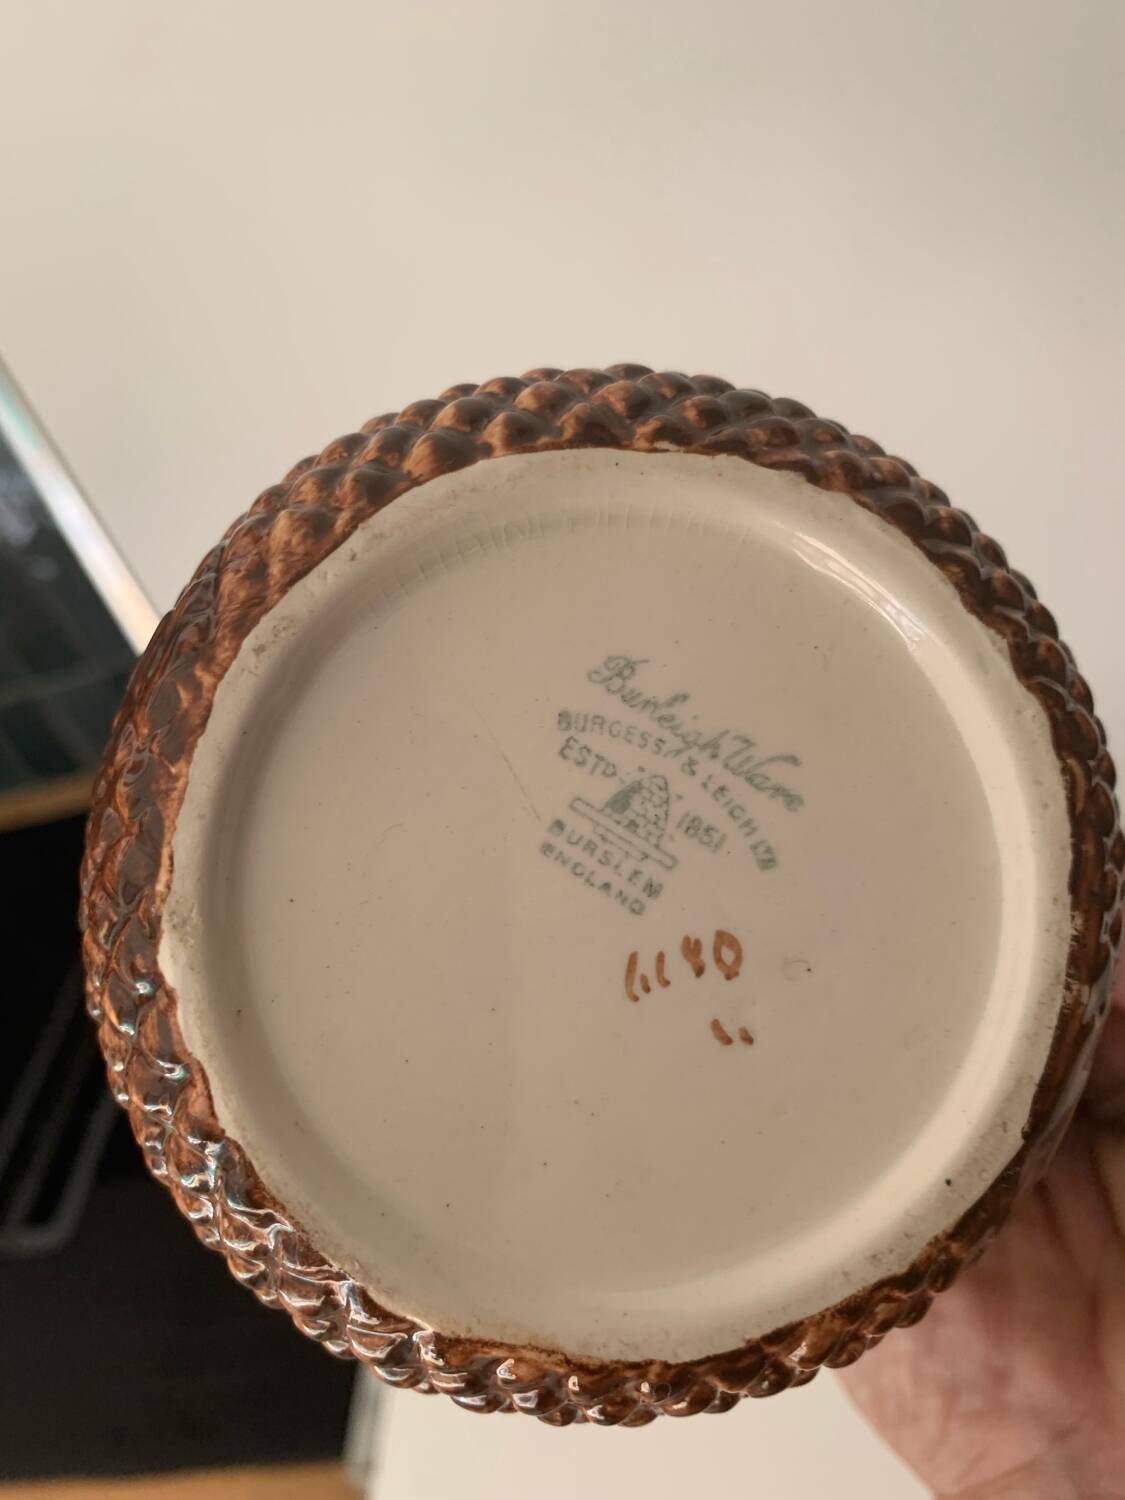 Burleigh Ware
BURGESS & LEIGH LTD
ESTD 1851
BURSLEM
ENGLAND